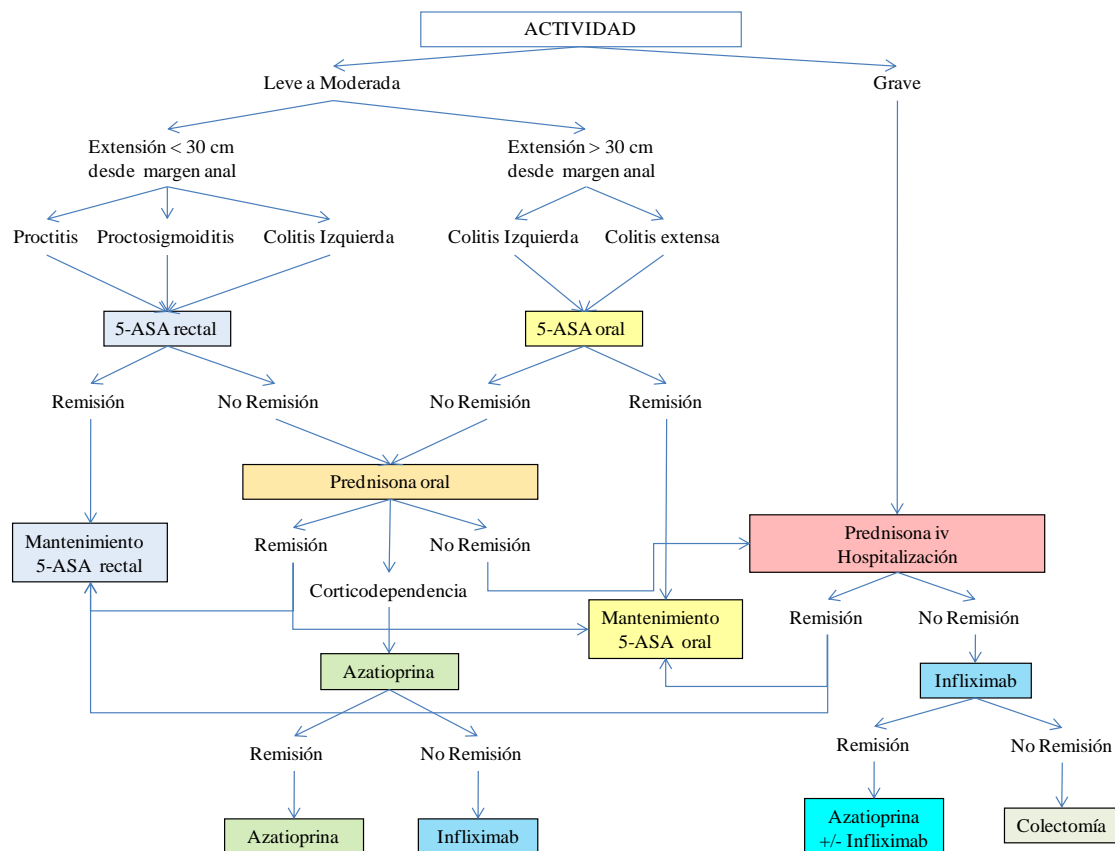 ACTIVIDAD
Leve a Moderada
Grave
Extensión < 30 cm
desde margen anal
Extensión > 30 cm
desde margen anal
Proctitis
Proctosigmoiditis
Colitis Izquierda
Colitis Izquierda
Colitis extensa
5-ASA rectal
5-ASA oral
Remisión
No Remisión
No Remisión
Remisión
Prednisona oral
Mantenimiento
5-ASA rectal
Remisión
No Remisión
Prednisona iv
Hospitalización
Corticodependencia
Mantenimiento
5-ASA oral
Remisión
No Remisión
Azatioprina
Infliximab
Remisión
No Remisión
Remisión
No Remisión
Azatioprina
Infliximab
Azatioprina
+/- Infliximab
Colectomía